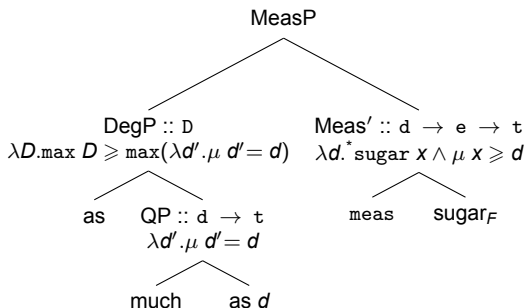 MeasP
DegP :: D
λD.max D ⩾ max(λd′.μ d′= d)
Meas′ :: d → e → t
λd.*sugar x ∧ μ x ⩾ d
as
QP :: d → t
λd′.μ d′= d
meas
sugar_F
much
as d